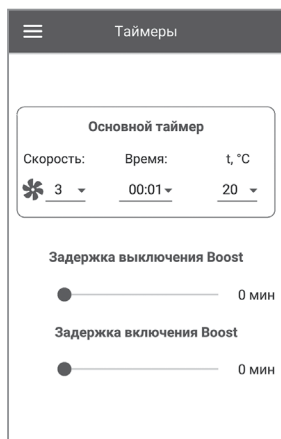 Таймеры
Основной таймер
Скорость: Время: t, °C
3 00:01 20
Задержка выключения Boost
0 мин
Задержка включения Boost
0 мин